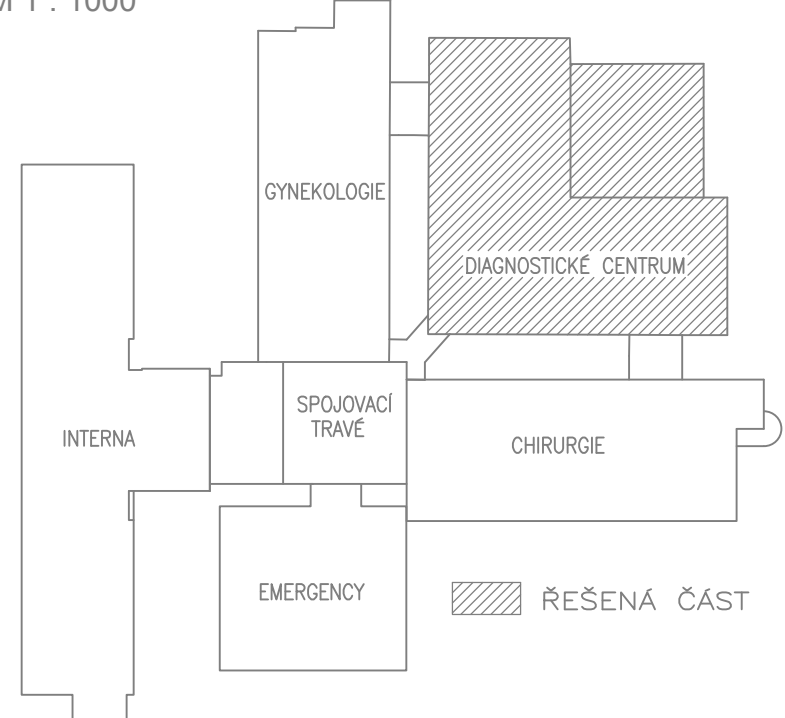 M 1 : 1000
GYNEKOLOGIE
DIAGNOSTICKÉ CENTRUM
SPOJOVACÍ
TRAVÉ
INTERNA
CHIRURGIE
EMERGENCY
ŘEŠENÁ ČÁST